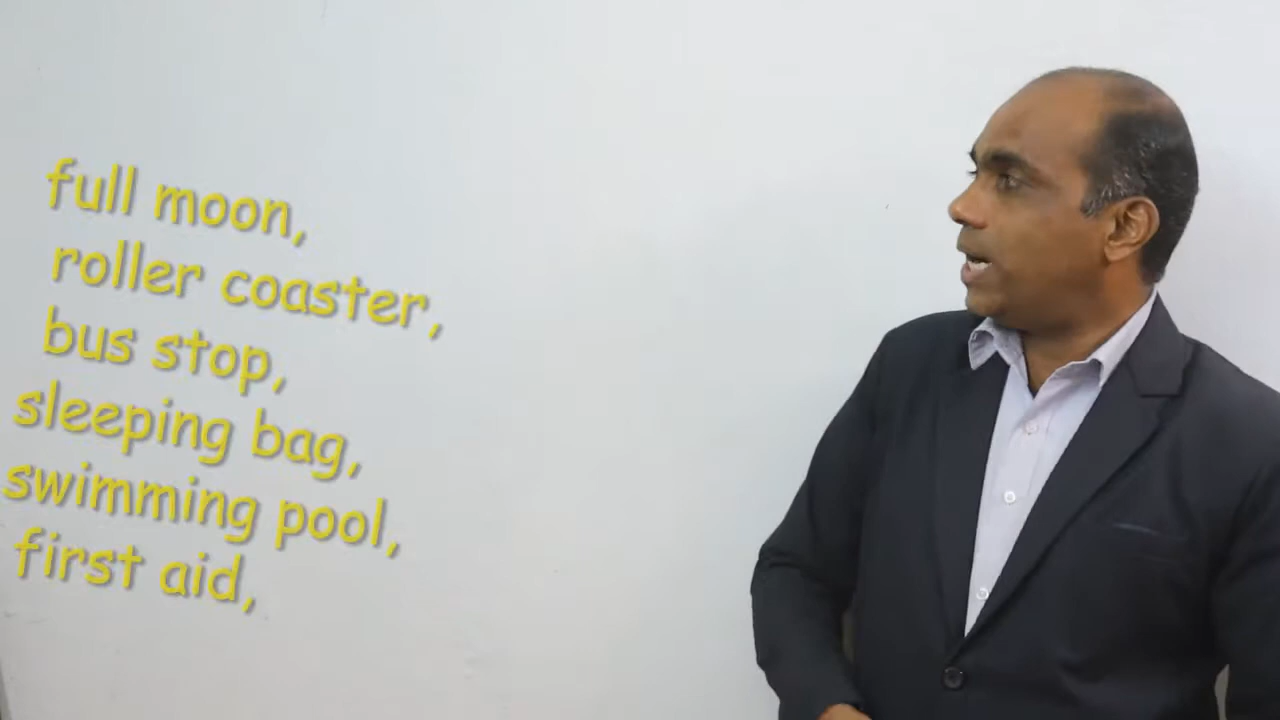 full moon,
roller coaster,
bus stop,
sleeping bag,
swimming pool,
first aid,